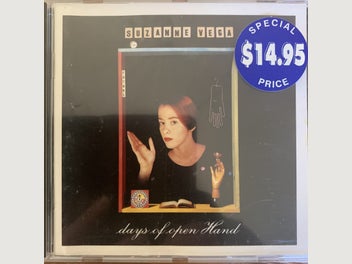 SUZANNE VEGA
SPECIAL
$14.95
PRICE
days of open Hand